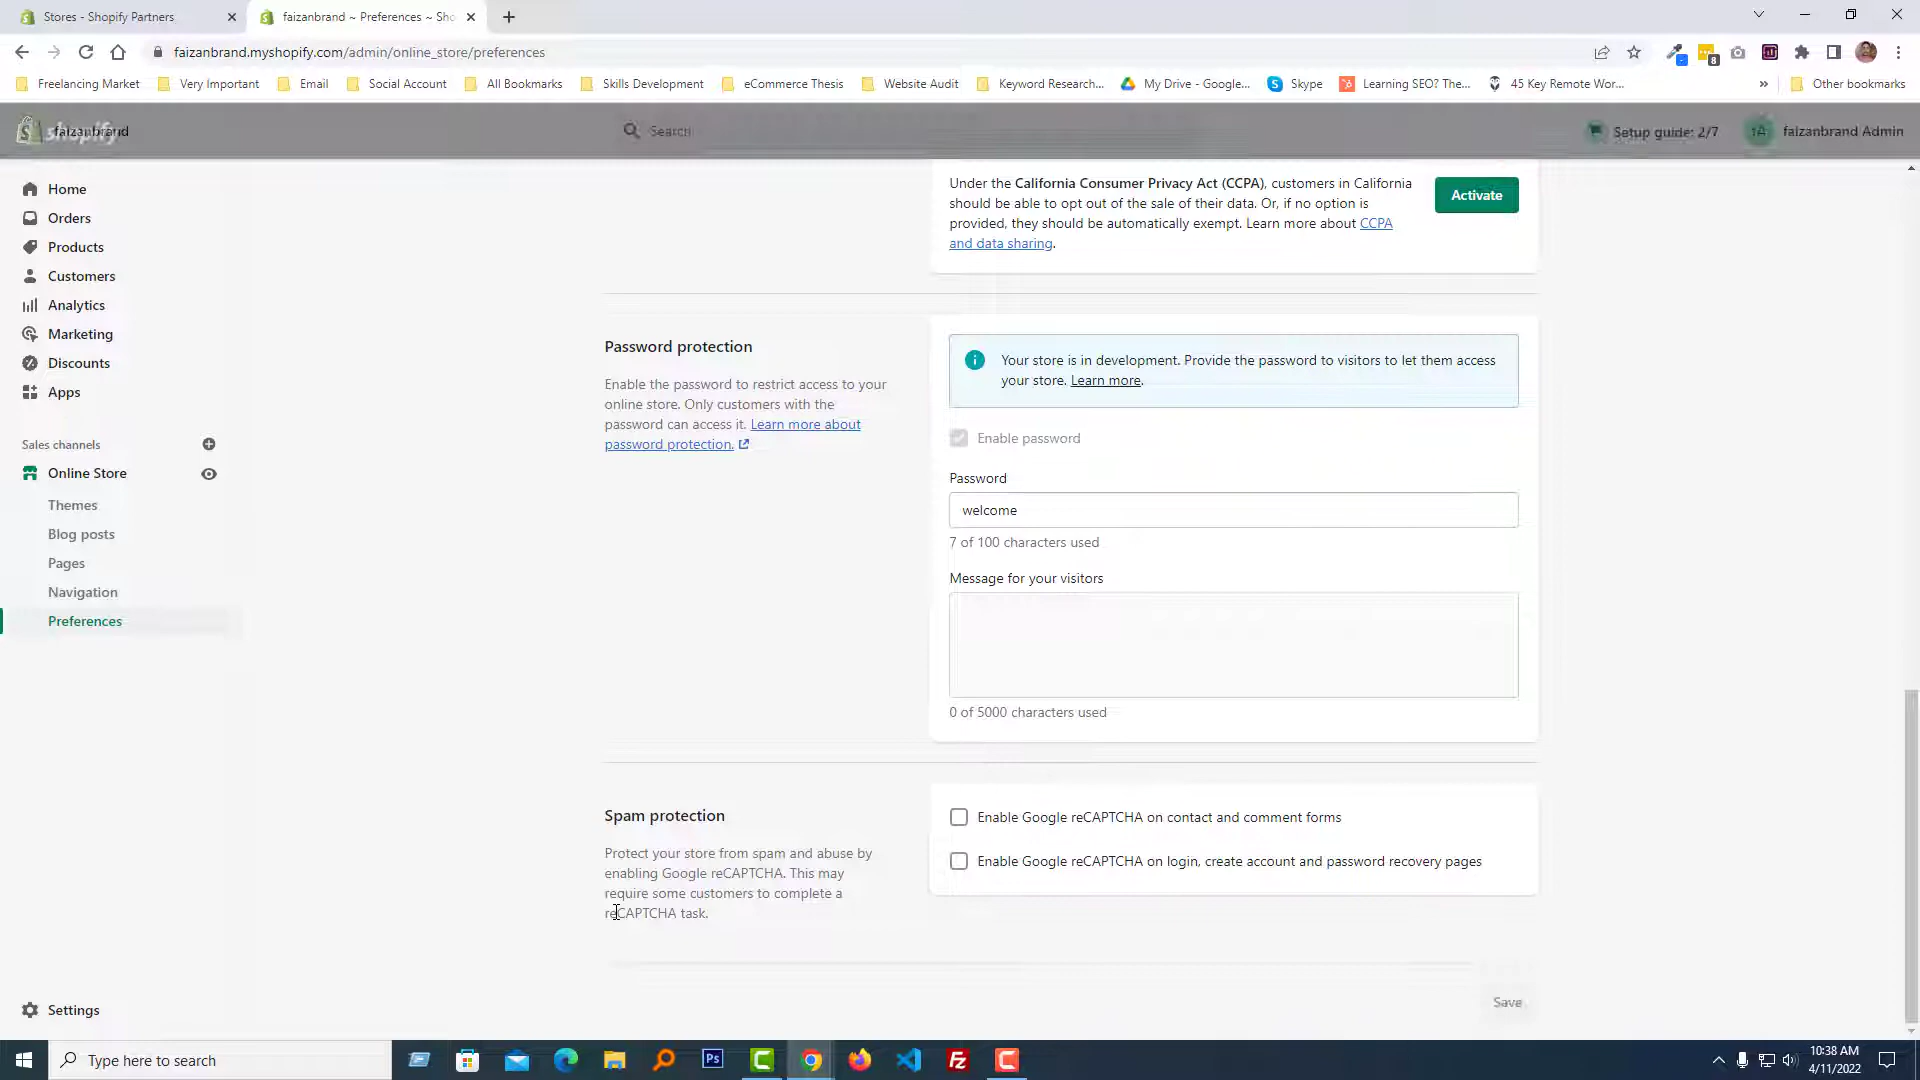 Stores - Shopify Partners
faizanbrand ~ Preferences ~ Sho
faizanbrand.myshopify.com/admin/online_store/preferences
8
Freelancing Market
Very Important
Email
Social Account
All Bookmarks
Skills Development
eCommerce Thesis
Website Audit
Keyword Research...
My Drive - Google...
Skype
Learning SEO? The...
45 Key Remote Wor...
Other bookmarks
shopify
faizanbrand
Search
Setup guide: 2/7
faizanbrand Admin
Home
Orders
Products
Customers
Analytics
Marketing
Discounts
Apps
Sales channels
Online Store
Themes
Blog posts
Pages
Navigation
Preferences
Settings
Under the California Consumer Privacy Act (CCPA), customers in California
should be able to opt out of the sale of their data. Or, if no option is
provided, they should be automatically exempt. Learn more about CCPA
and data sharing.
Activate
Password protection
Enable the password to restrict access to your
online store. Only customers with the
password can access it. Learn more about
password protection.
Your store is in development. Provide the password to visitors to let them access
your store. Learn more.
Enable password
Password
welcome
7 of 100 characters used
Message for your visitors
0 of 5000 characters used
Spam protection
Protect your store from spam and abuse by
enabling Google reCAPTCHA. This may
require some customers to complete a
reCAPTCHA task.
Enable Google reCAPTCHA on contact and comment forms
Enable Google reCAPTCHA on login, create account and password recovery pages
Save
Type here to search
Ps
10:38 AM
4/11/2022